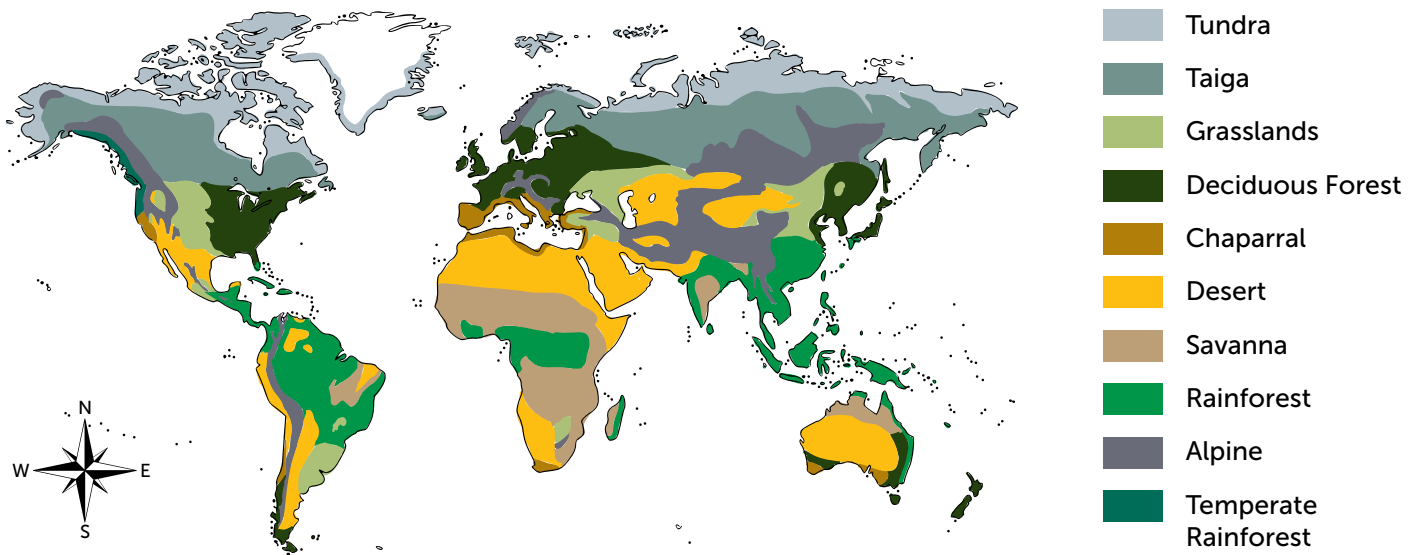 Tundra
Taiga
Grasslands
Deciduous Forest
Chaparral
Desert
Savanna
Rainforest
Alpine
Temperate
Rainforest
N
W E
S